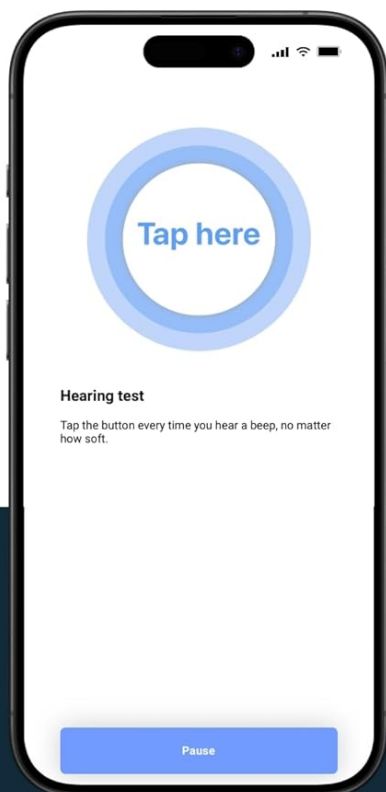 Tap here
Hearing test
Tap the button every time you hear a beep, no matter
how soft.
Pause